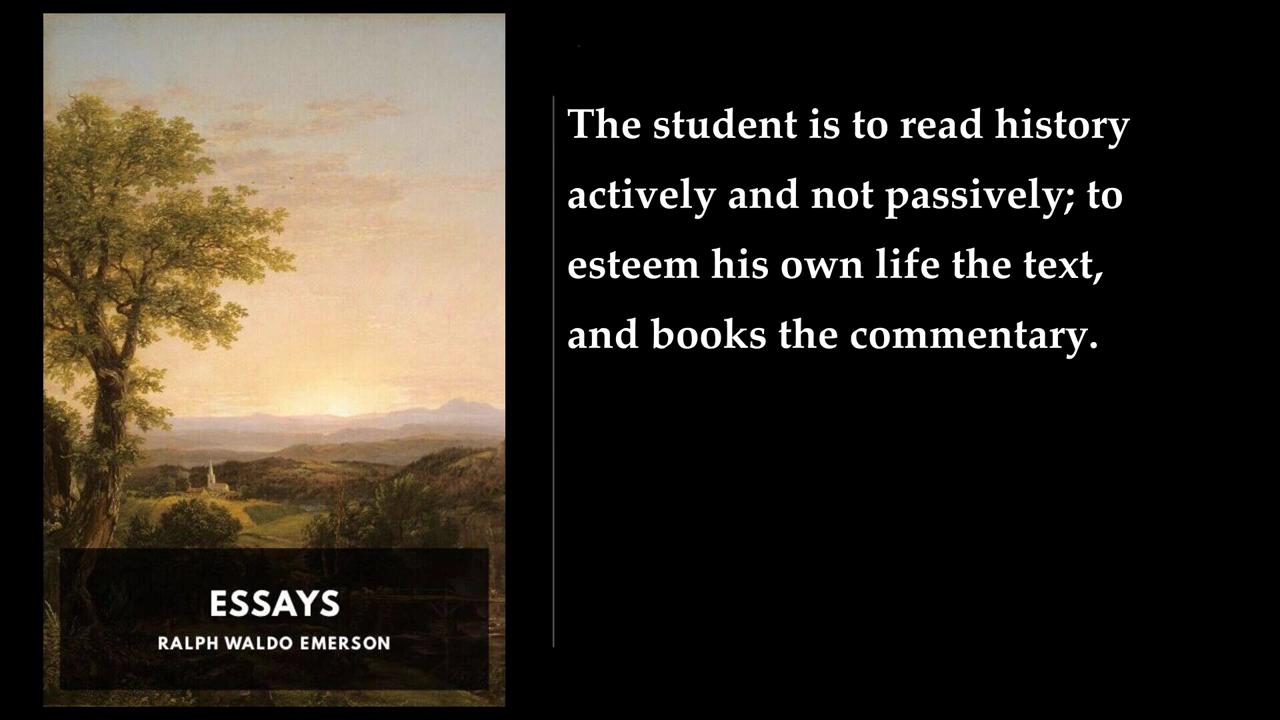 The student is to read history
actively and not passively; to
esteem his own life the text,
and books the commentary.
ESSAYS
RALPH WALDO EMERSON